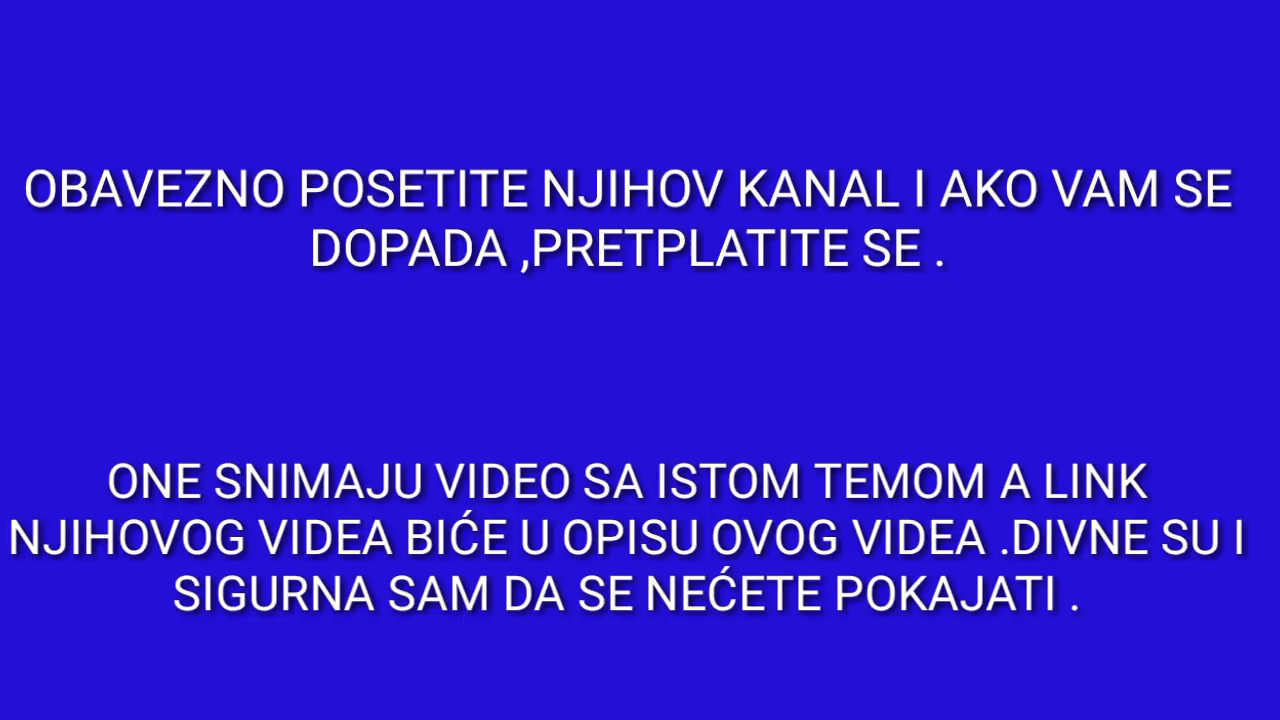 OBAVEZNO POSETITE NJIHOV KANAL I AKO VAM SE
DOPADA ,PRETPLATITE SE .
ONE SNIMAJU VIDEO SA ISTOM TEMOM A LINK
NJIHOVOG VIDEA BIĆE U OPISU OVOG VIDEA .DIVNE SU I
SIGURNA SAM DA SE NEĆETE POKAJATI .